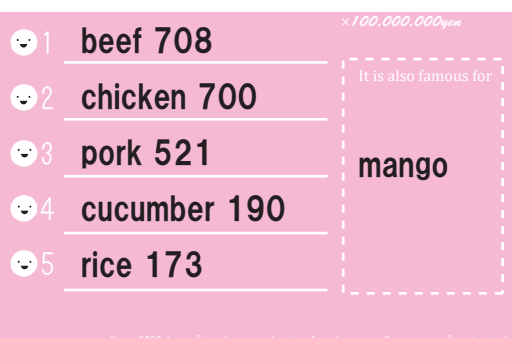 ×100,000,000yen
1 beef 708
2 chicken 700
3 pork 521
4 cucumber 190
5 rice 173
It is also famous for
mango